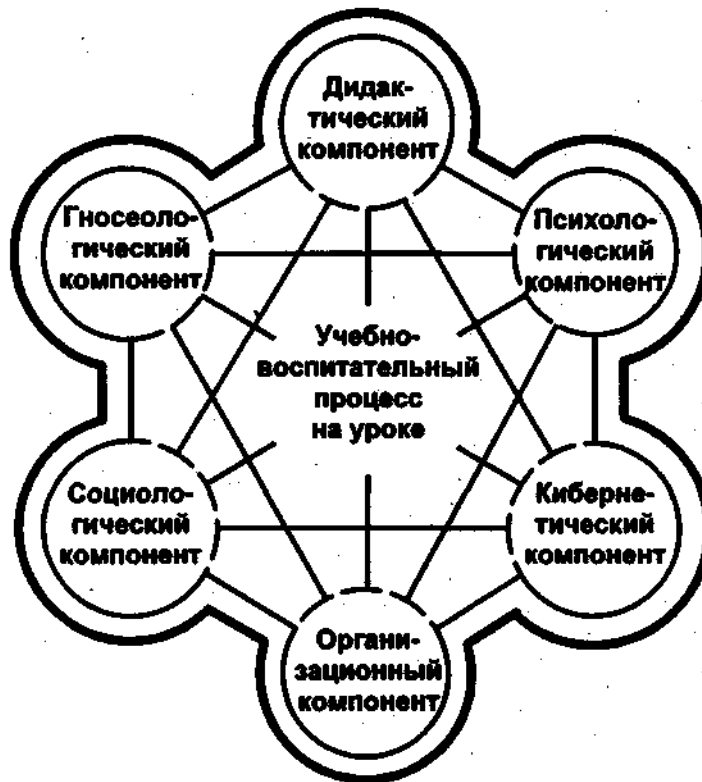 Дидак-
тический
компонент
Гносеоло-
гический
компонент
Психоло-
гический
компонент
Учебно-
воспитательный
процесс
на уроке
Социоло-
гический
компонент
Киберне-
тический
компонент
Органи-
зационный
компонент